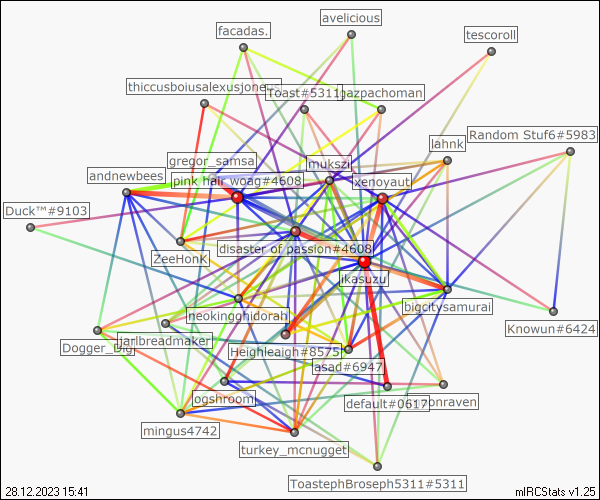 avelicious
facadas.
tescoroll
thiccsboiusalexusjone
Toast#5311
gazpachoman
Random Stuf6#5983
lahnk
gregor_samsa
mukszi
andnewbees
pink hair woag#4608
xenoyaut
Duck™#9103
disaster of passion#4608
ZeeHonK
ikasuzu
bigcitysamurai
neokingghidorah
Knowun#6424
Dogger_Dig
jarlbreadmaker
Heighleaigh#8575
asad#6947
ogshroom
default#0617
onraven
mingus4742
turkey_mcnugget
ToastephBroseph5311#5311
28.12.2023 15:41
mIRCStats v1.25